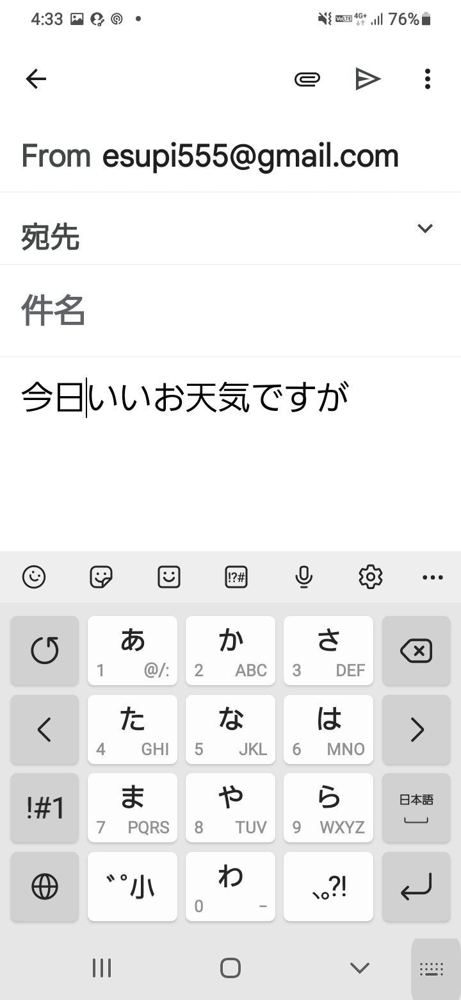 4:33 VoLTE 4G+ 76%
From esupi555@gmail.com
宛先
件名
今日いいお天気ですが
!?#
あ 1 @/:
か 2 ABC
さ 3 DEF
た 4 GHI
な 5 JKL
は 6 MNO
!#1
ま 7 PQRS
や 8 TUV
ら 9 WXYZ
日本語
゛゜小
わ 0 −
、。?!